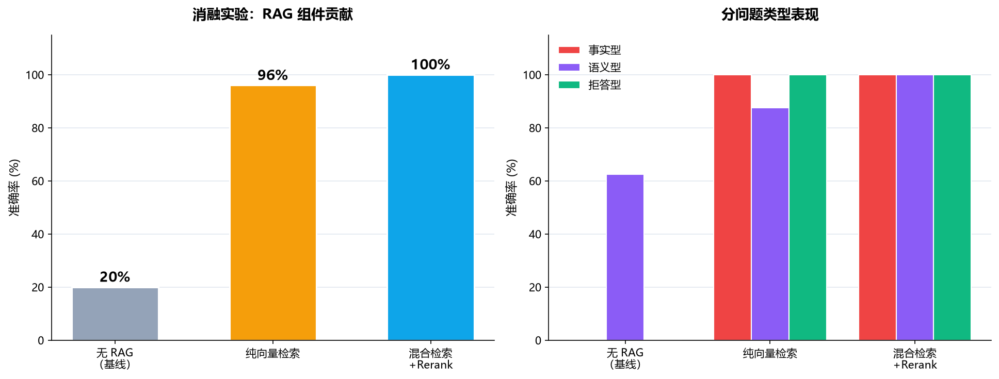 消融实验：RAG 组件贡献
准确率 (%)
100
80
60
40
20
0
20%
96%
100%
无 RAG
（基线）
纯向量检索
混合检索
+Rerank
分问题类型表现
事实型
语义型
拒答型
准确率 (%)
100
80
60
40
20
0
无 RAG
（基线）
纯向量检索
混合检索
+Rerank